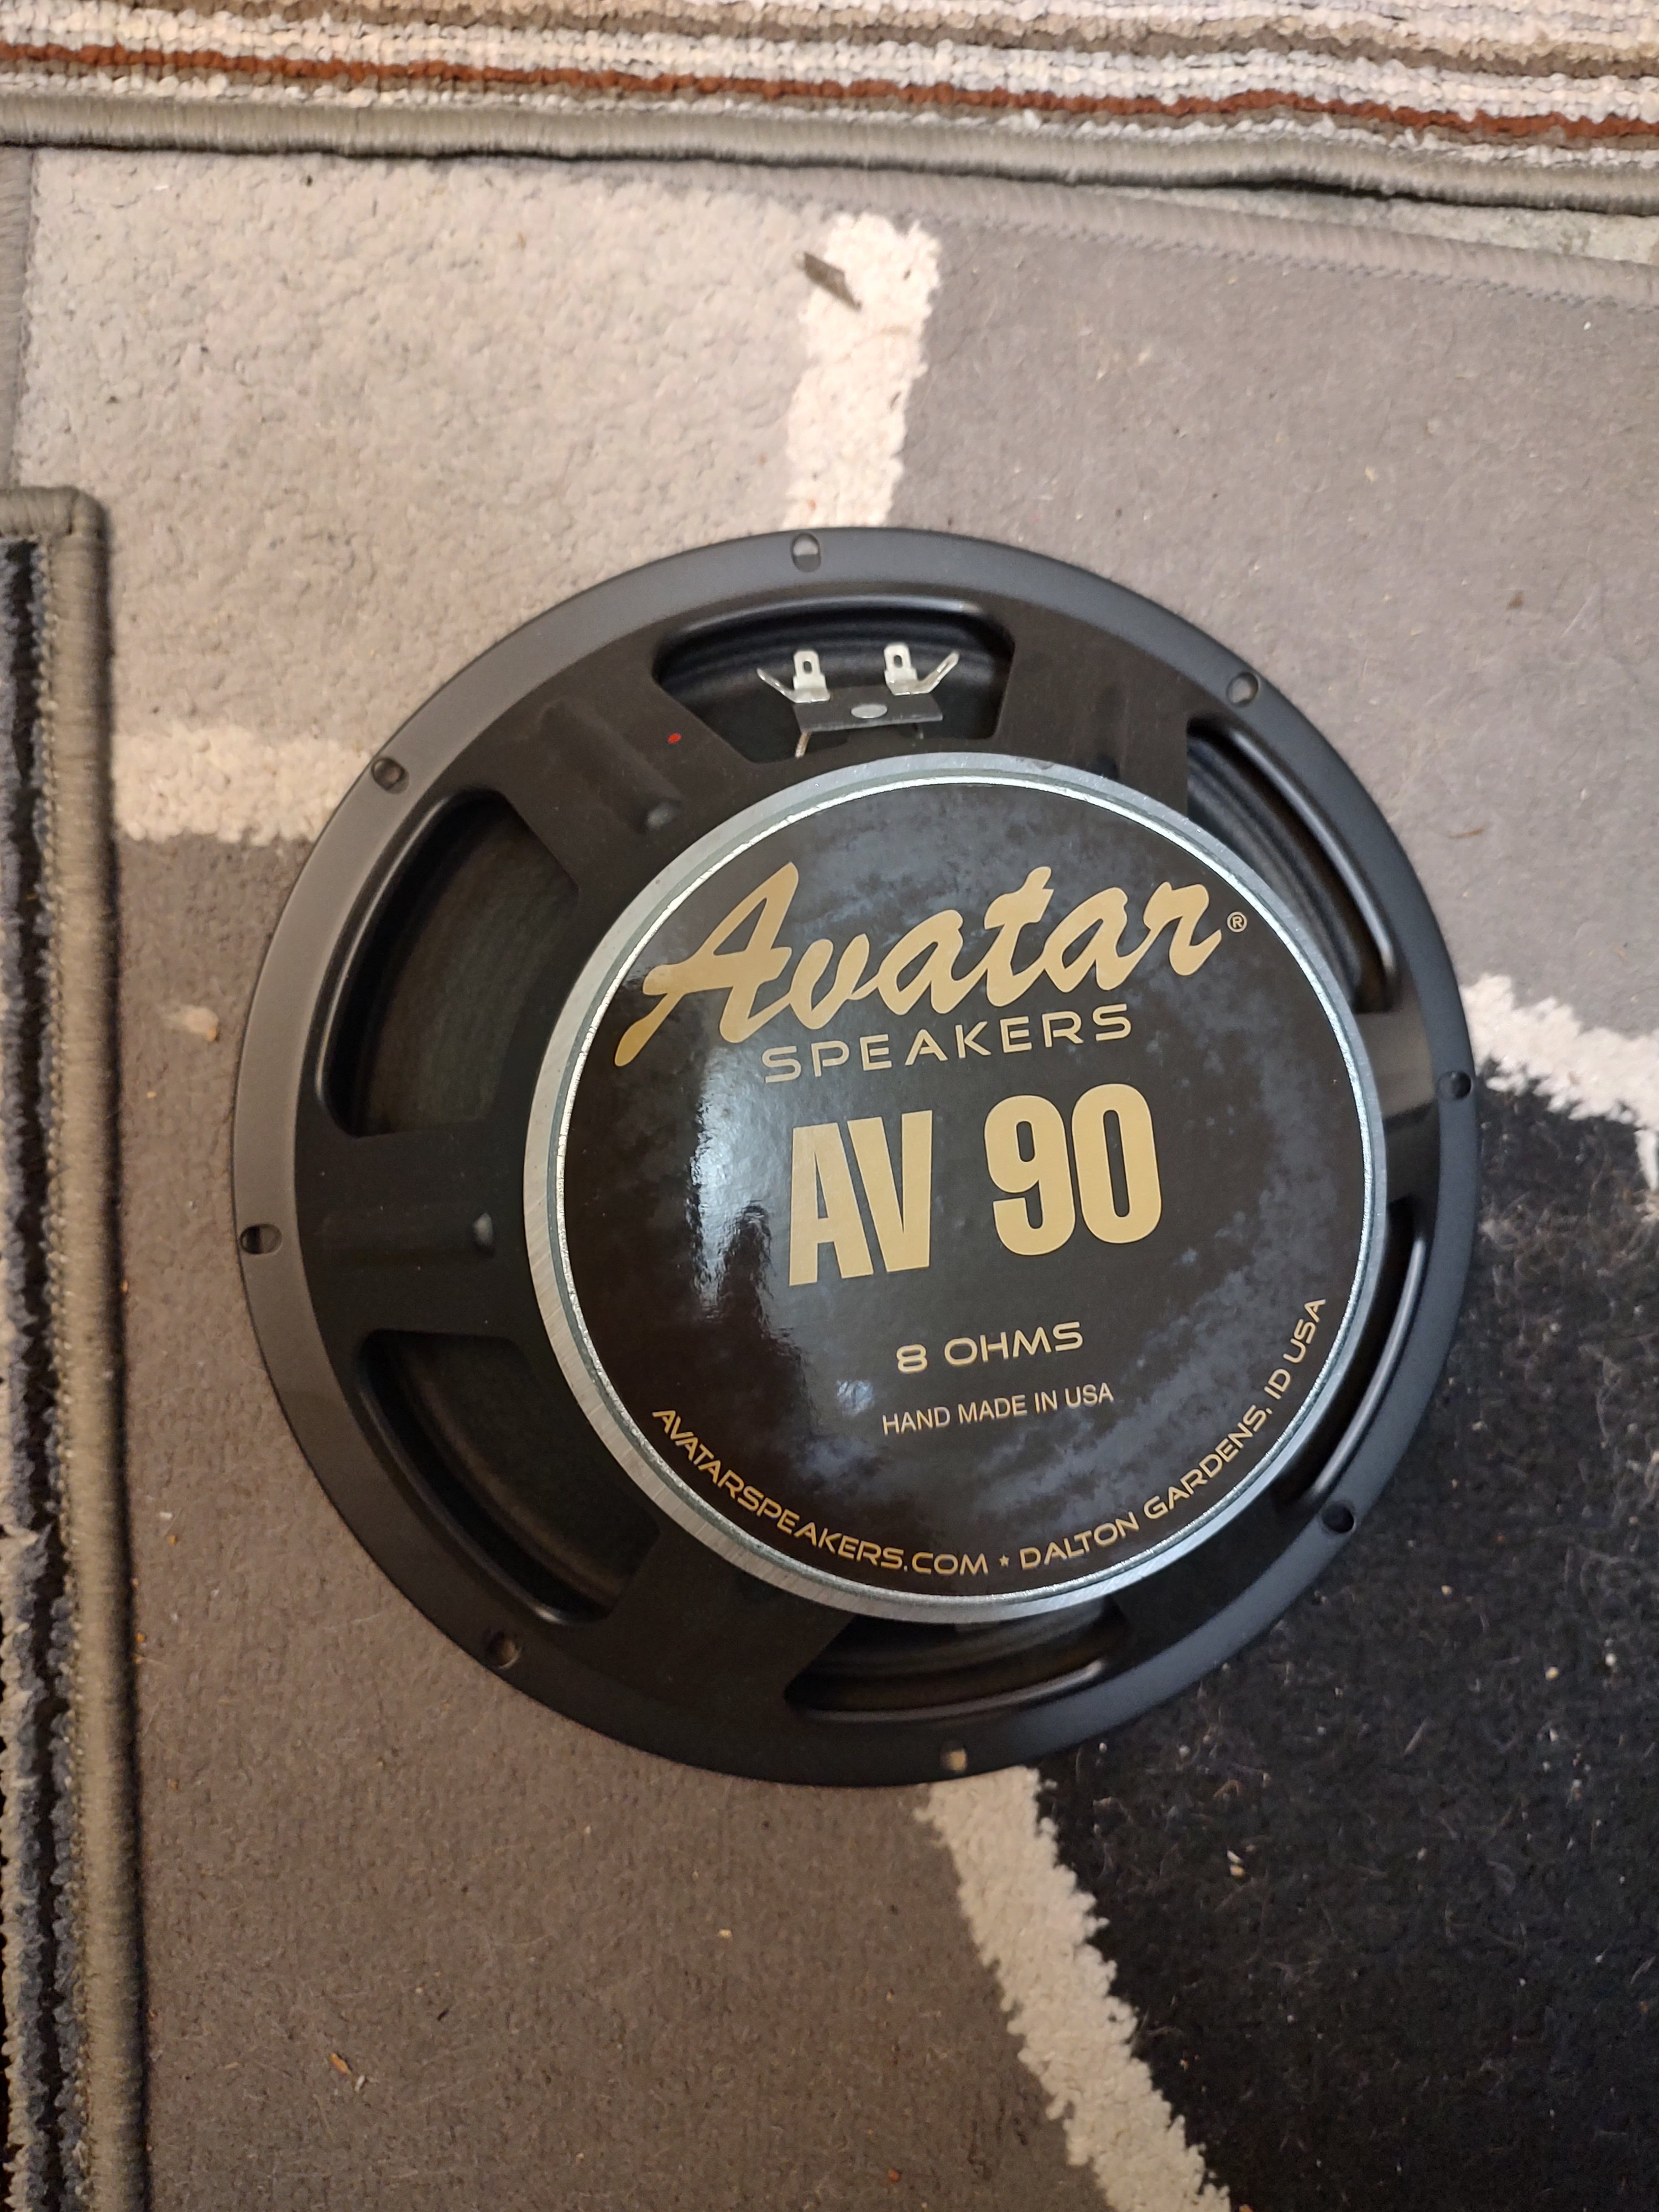 Avatar®
SPEAKERS
AV 90
8 OHMS
HAND MADE IN USA
AVATARSPEAKERS.COM ★ DALTON GARDENS, ID USA